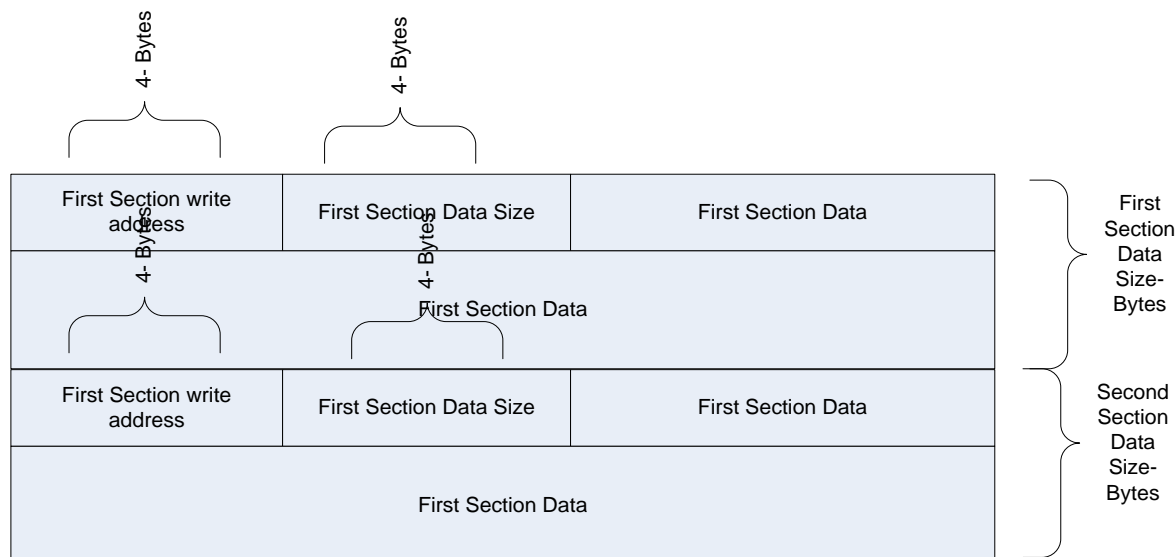 4- Bytes
4- Bytes
First Section write
address
First Section Data Size
First Section Data
First
Section
Data
Size-
Bytes
4- Bytes
4- Bytes
First Section Data
First Section write
address
First Section Data Size
First Section Data
Second
Section
Data
Size-
Bytes
First Section Data